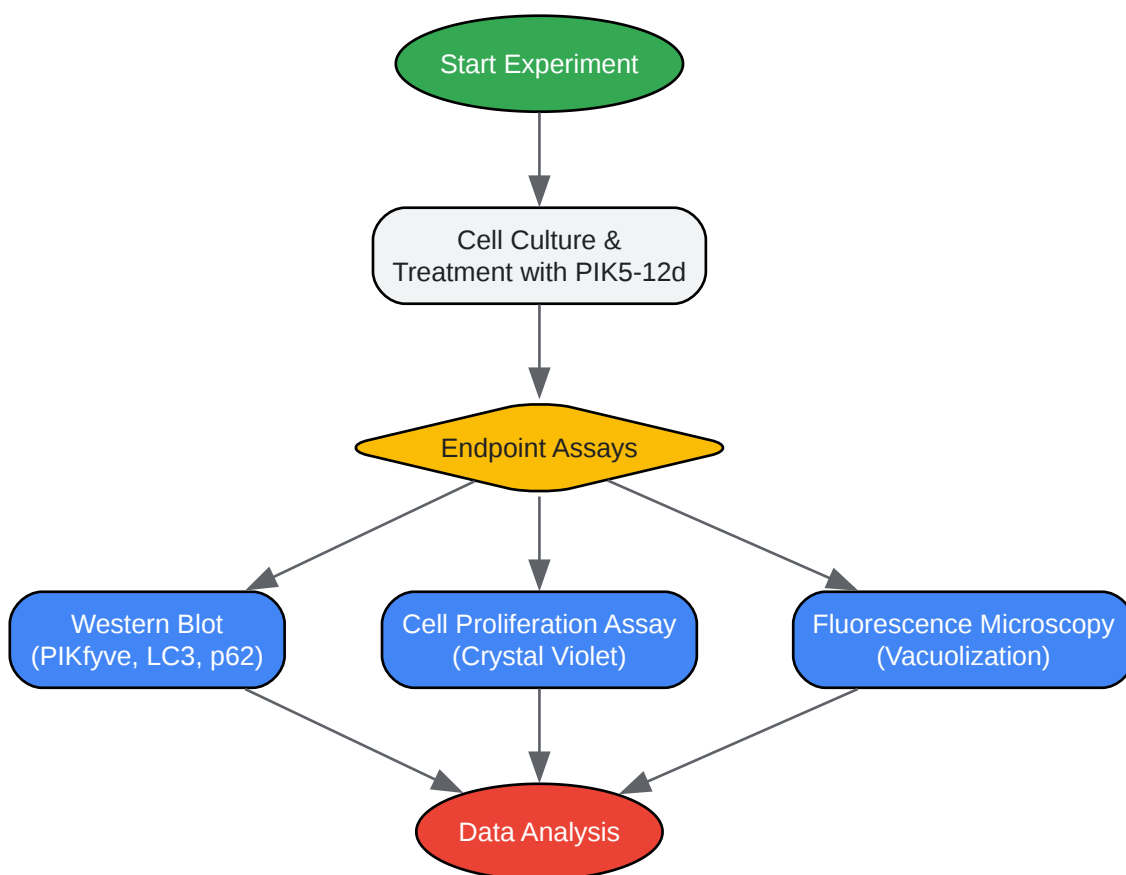 Start Experiment
Cell Culture &
Treatment with PIK5-12d
Endpoint Assays
Western Blot
(PIKfyve, LC3, p62)
Cell Proliferation Assay
(Crystal Violet)
Fluorescence Microscopy
(Vacuolization)
Data Analysis